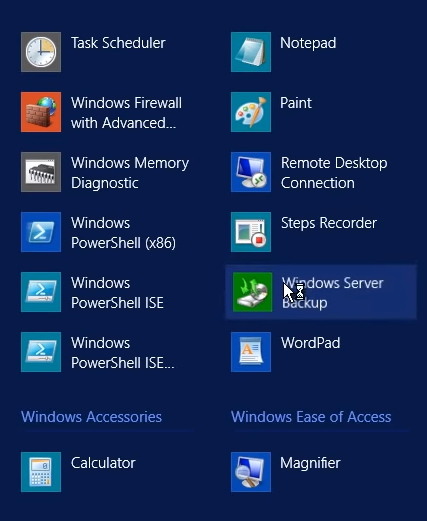 Task Scheduler
Windows Firewall
with Advanced...
Windows Memory
Diagnostic
Windows
PowerShell (x86)
Windows
PowerShell ISE
Windows
PowerShell ISE...
Windows Accessories
Calculator
Notepad
Paint
Remote Desktop
Connection
Steps Recorder
Windows Server
Backup
WordPad
Windows Ease of Access
Magnifier